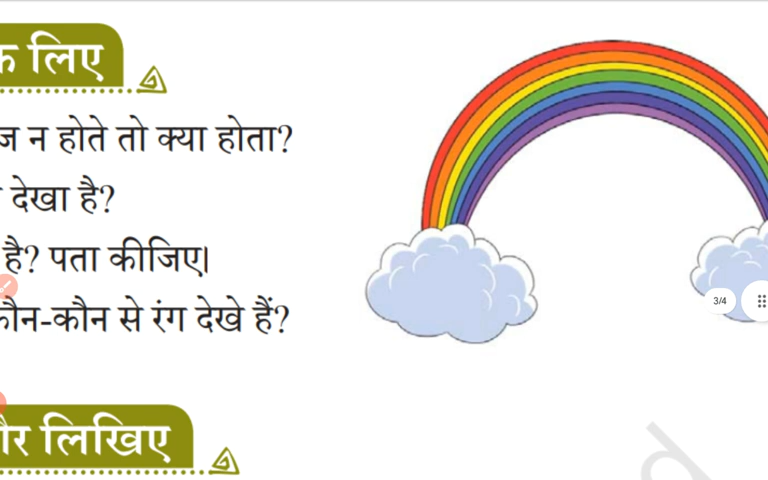 के लिए
न होते तो क्या होता?
देखा है?
है? पता कीजिए।
कौन-कौन से रंग देखे हैं?
3/4
और लिखिए
d